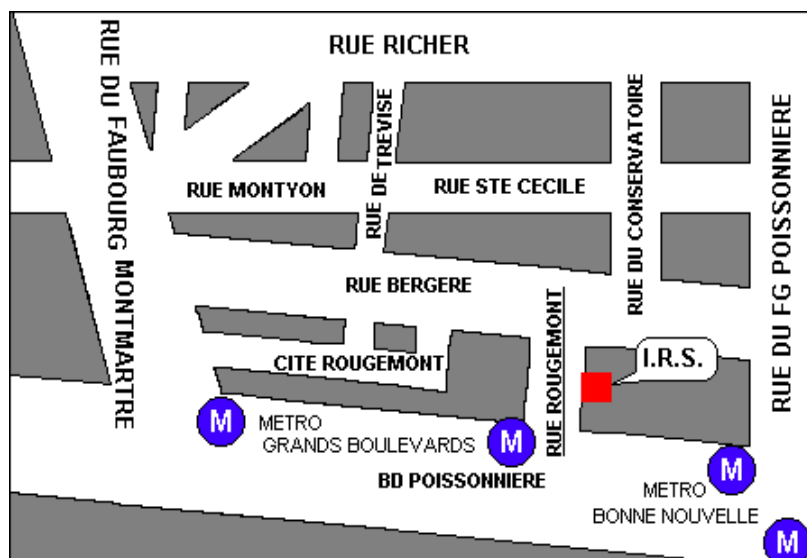 RUE RICHER
RUE DU FAUBOURG MONTMARTRE
RUE DE TREVISE
RUE DU CONSERVATOIRE
RUE DU FG POISSONNIERE
RUE MONTYON
RUE STE CECILE
RUE BERGERE
RUE ROUGEMONT
CITE ROUGEMONT
I.R.S.
M
METRO
GRANDS BOULEVARDS
M
BD POISSONNIERE
M
METRO
BONNE NOUVELLE
M